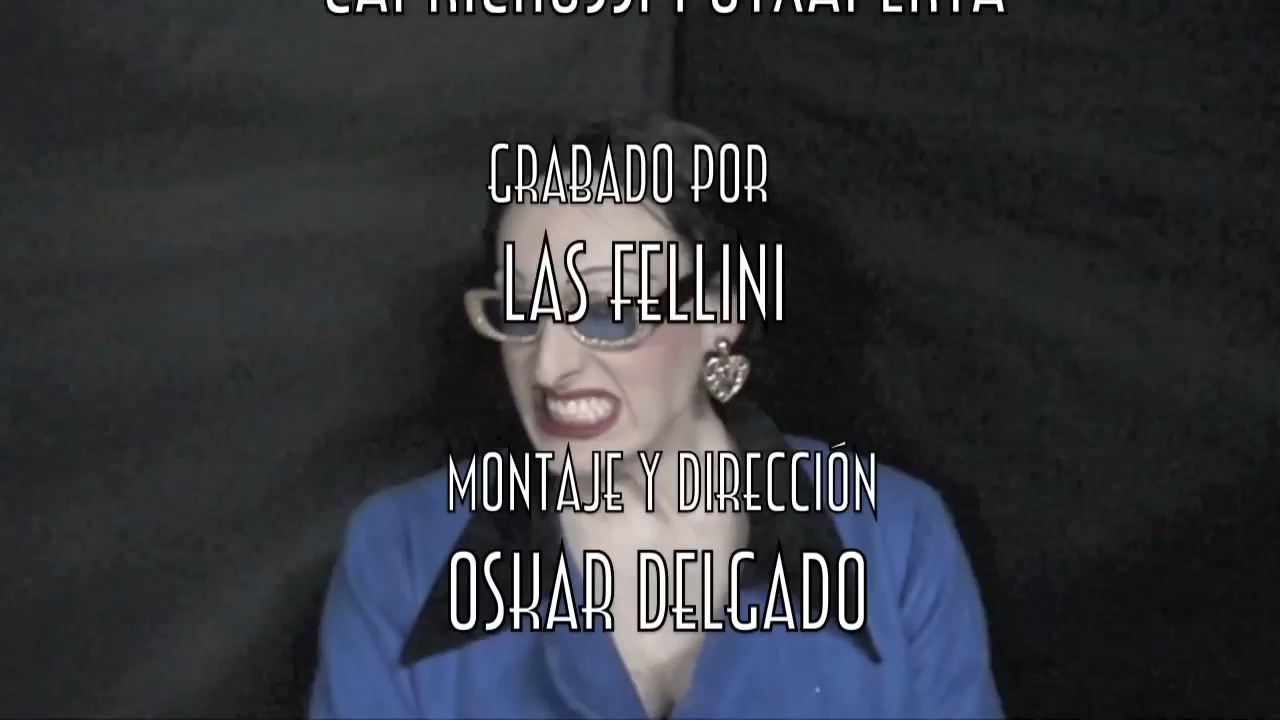 GRABADO POR
LAS FELLINI
MONTAJE Y DIRECCIÓN
OSKAR DELGADO